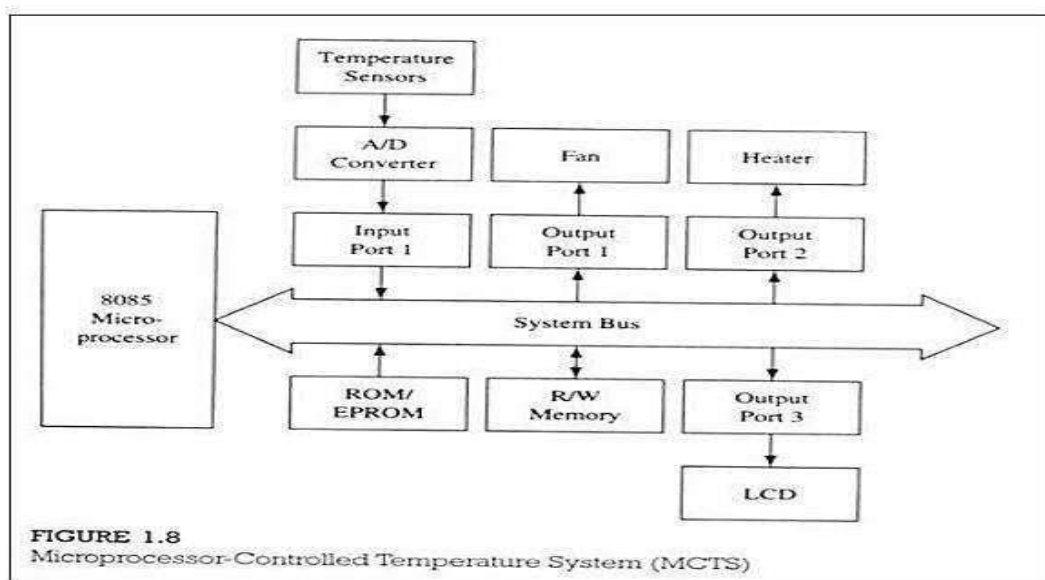 Temperature
Sensors
A/D
Converter
Fan
Heater
Input
Port 1
Output
Port 1
Output
Port 2
8085
Micro-
processor
System Bus
ROM/
EPROM
R/W
Memory
Output
Port 3
LCD
FIGURE 1.8
Microprocessor-Controlled Temperature System (MCTS)